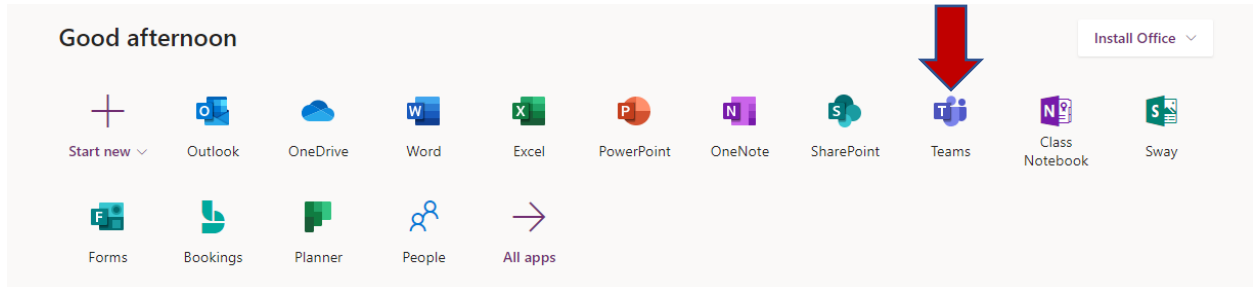 Good afternoon
Install Office
Start new
Outlook
OneDrive
Word
Excel
PowerPoint
OneNote
SharePoint
Teams
Class
Notebook
Sway
Forms
Bookings
Planner
People
All apps